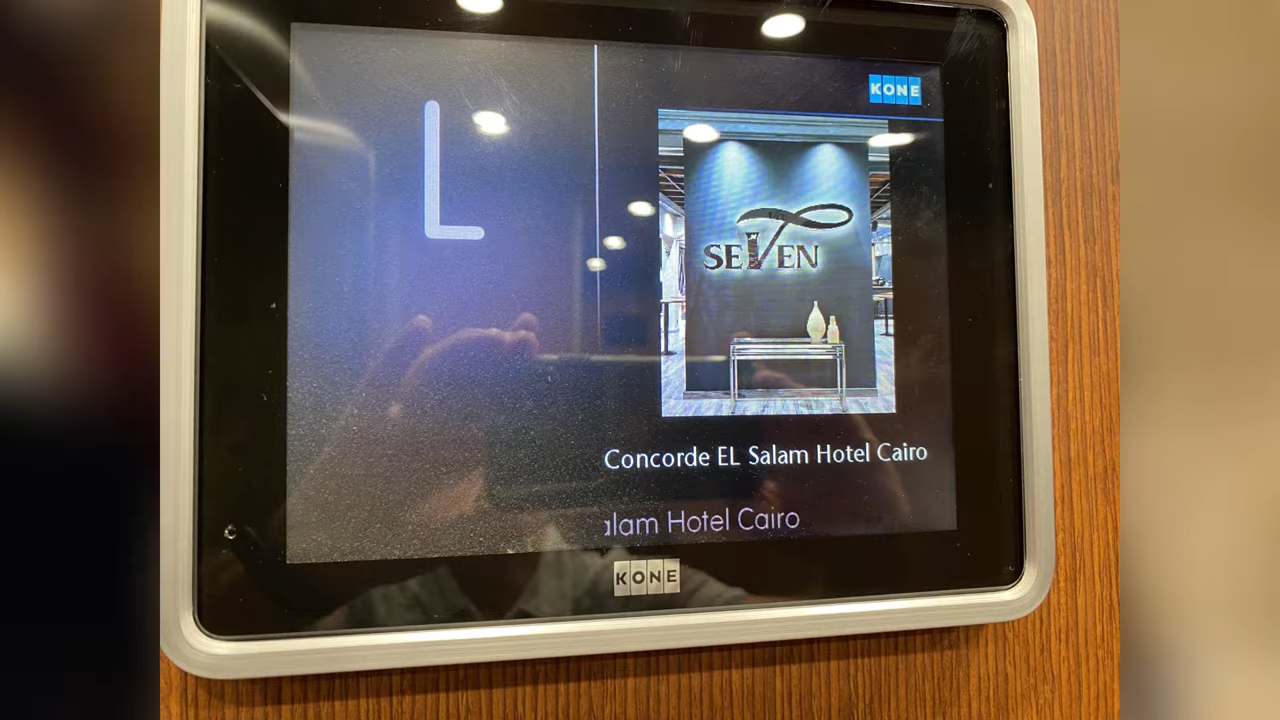 L
KONE
SEVEN
Concorde EL Salam Hotel Cairo
alam Hotel Cairo
KONE